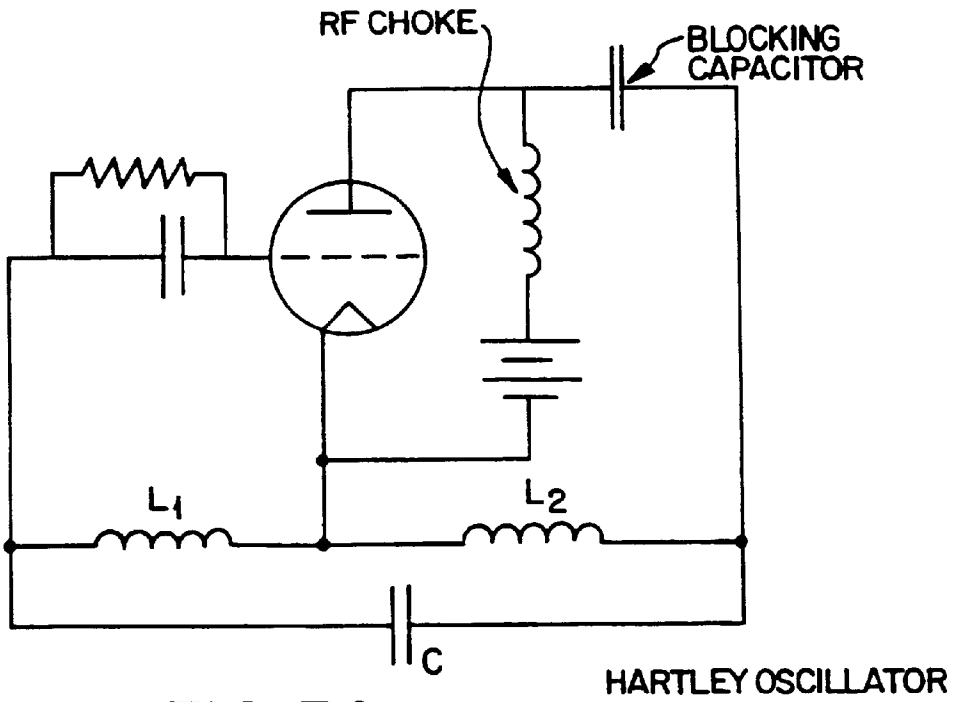 RF CHOKE
BLOCKING
CAPACITOR
L1
L2
C
HARTLEY OSCILLATOR